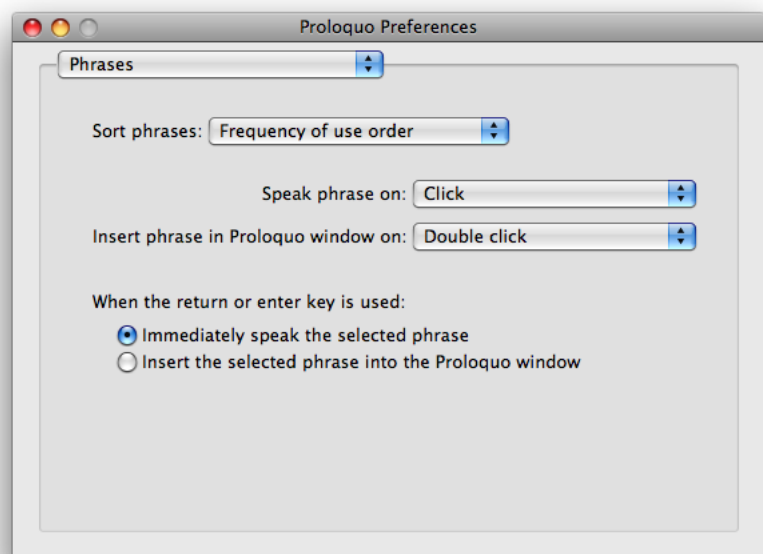 Proloquo Preferences
Phrases
Sort phrases: Frequency of use order
Speak phrase on: Click
Insert phrase in Proloquo window on: Double click
When the return or enter key is used:
Immediately speak the selected phrase
Insert the selected phrase into the Proloquo window